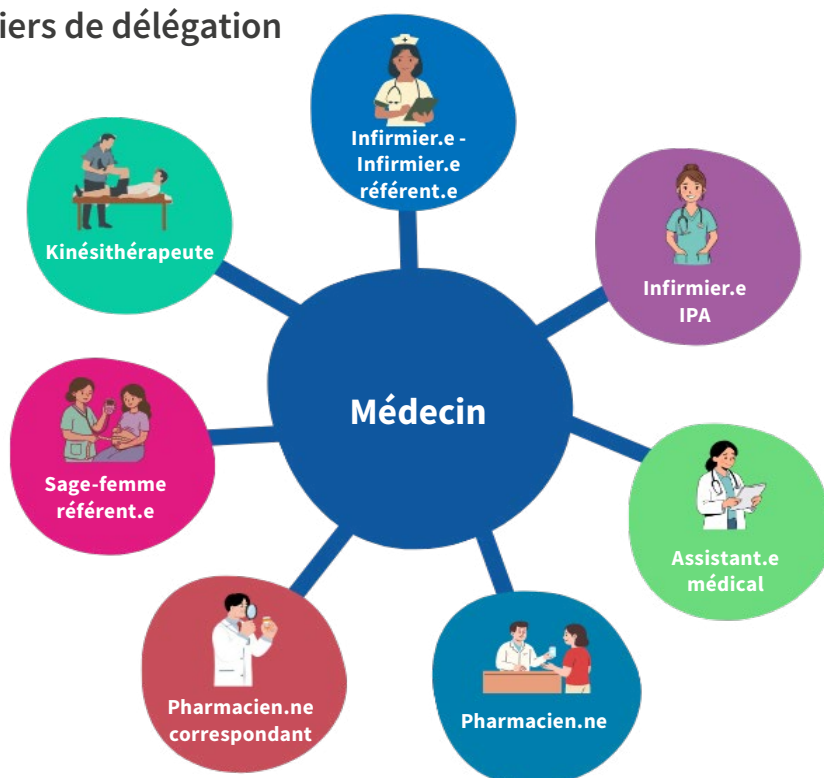 iers de délégation
Infirmier.e -
Infirmier.e
référent.e
Infirmier.e
IPA
Kinésithérapeute
Médecin
Sage-femme
référent.e
Assistant.e
médical
Pharmacien.ne
correspondant
Pharmacien.ne